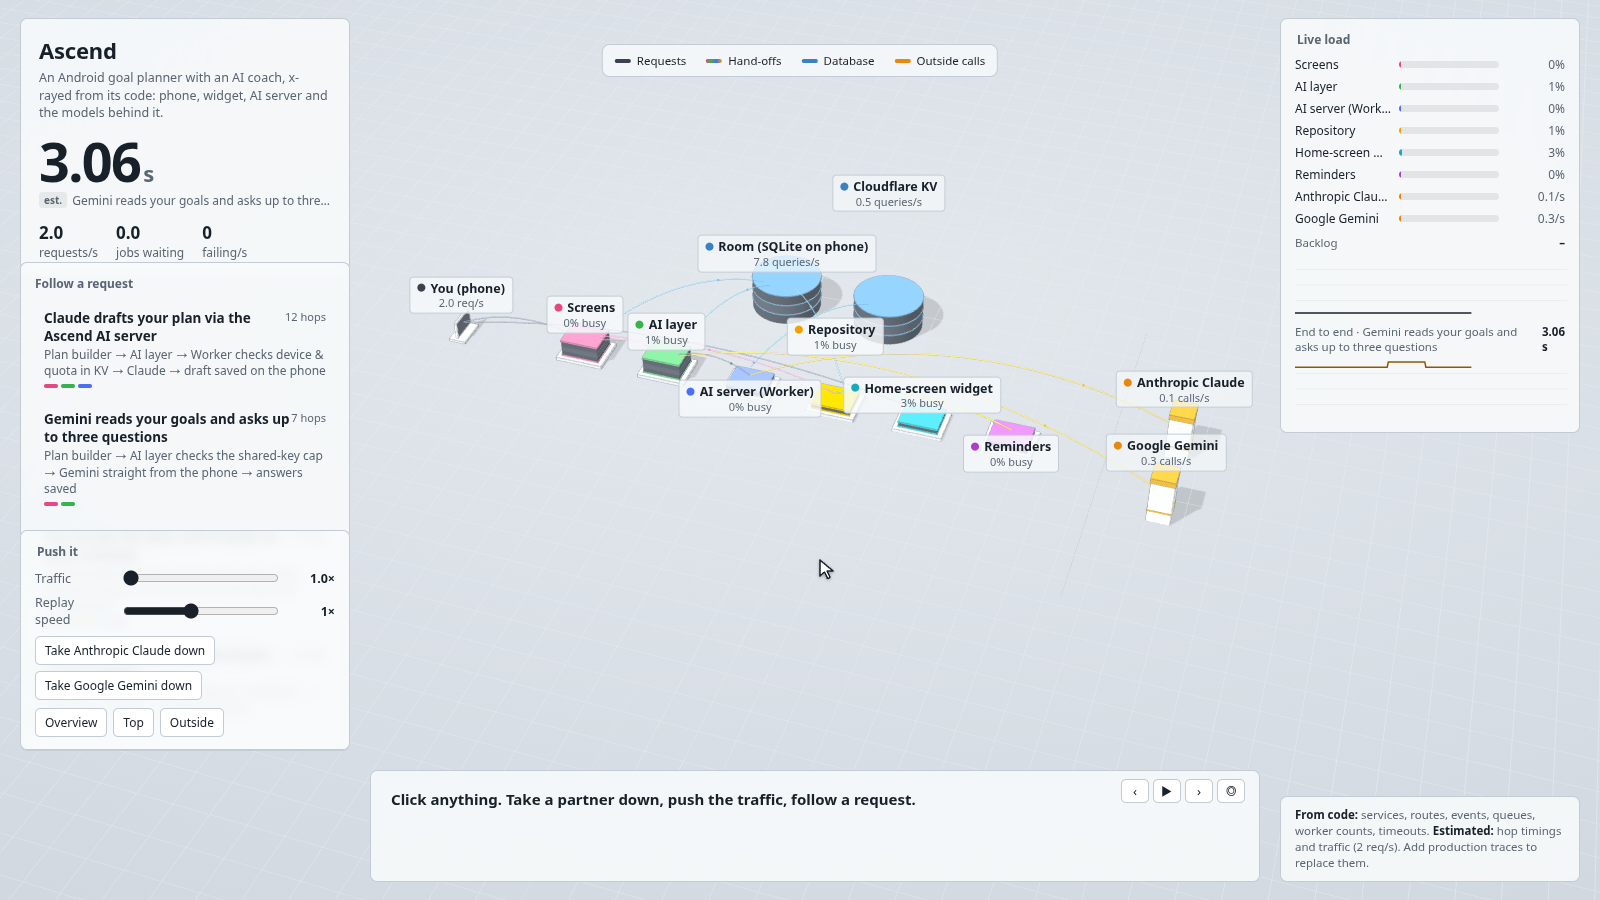 Ascend
An Android goal planner with an AI coach, x-
rayed from its code: phone, widget, AI server and
the models behind it.
3.06 s
est. Gemini reads your goals and asks up to thre...
2.0 0.0 0
requests/s jobs waiting failing/s
Follow a request
Claude drafts your plan via the 12 hops
Ascend AI server
Plan builder → AI layer → Worker checks device &
quota in KV → Claude → draft saved on the phone
Gemini reads your goals and asks up 7 hops
to three questions
Plan builder → AI layer checks the shared-key cap
→ Gemini straight from the phone → answers
saved
Push it
Traffic 1.0×
Replay
speed 1×
Take Anthropic Claude down
Take Google Gemini down
Overview Top Outside
Requests Hand-offs Database Outside calls
Cloudflare KV
0.5 queries/s
Room (SQLite on phone)
7.8 queries/s
You (phone)
2.0 req/s
Screens
0% busy
AI layer
1% busy
Repository
1% busy
AI server (Worker)
0% busy
Home-screen widget
3% busy
Reminders
0% busy
Anthropic Claude
0.1 calls/s
Google Gemini
0.3 calls/s
Click anything. Take a partner down, push the traffic, follow a request.
‹ ▶ › ◎
Live load
Screens 0%
AI layer 1%
AI server (Work... 0%
Repository 1%
Home-screen ... 3%
Reminders 0%
Anthropic Clau... 0.1/s
Google Gemini 0.3/s
Backlog –
End to end · Gemini reads your goals and 3.06
asks up to three questions s
From code: services, routes, events, queues,
worker counts, timeouts. Estimated: hop timings
and traffic (2 req/s). Add production traces to
replace them.